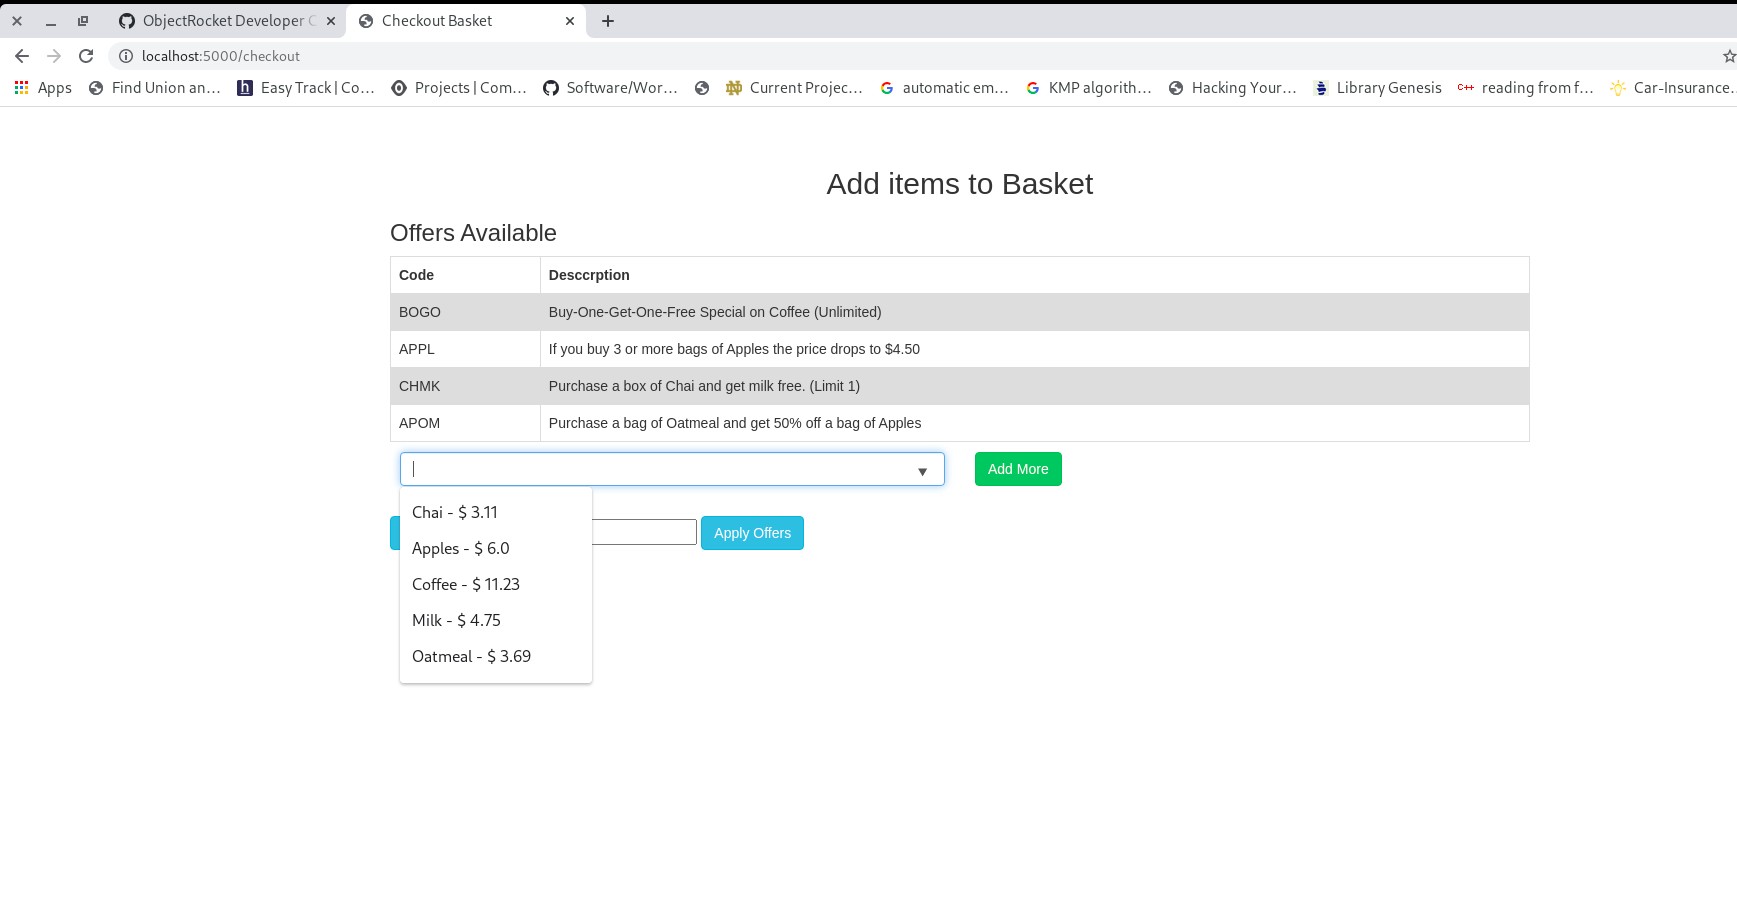 ObjectRocket Developer C
Checkout Basket
localhost:5000/checkout
Apps Find Union an... Easy Track | Co... Projects | Com... Software/Wor... Current Projec... automatic em... KMP algorith... Hacking Your... Library Genesis C++ reading from f... Car-Insurance...
Add items to Basket
Offers Available
Code Desccrption
BOGO Buy-One-Get-One-Free Special on Coffee (Unlimited)
APPL If you buy 3 or more bags of Apples the price drops to $4.50
CHMK Purchase a box of Chai and get milk free. (Limit 1)
APOM Purchase a bag of Oatmeal and get 50% off a bag of Apples
Add More
Chai - $ 3.11
Apply Offers
Apples - $ 6.0
Coffee - $ 11.23
Milk - $ 4.75
Oatmeal - $ 3.69